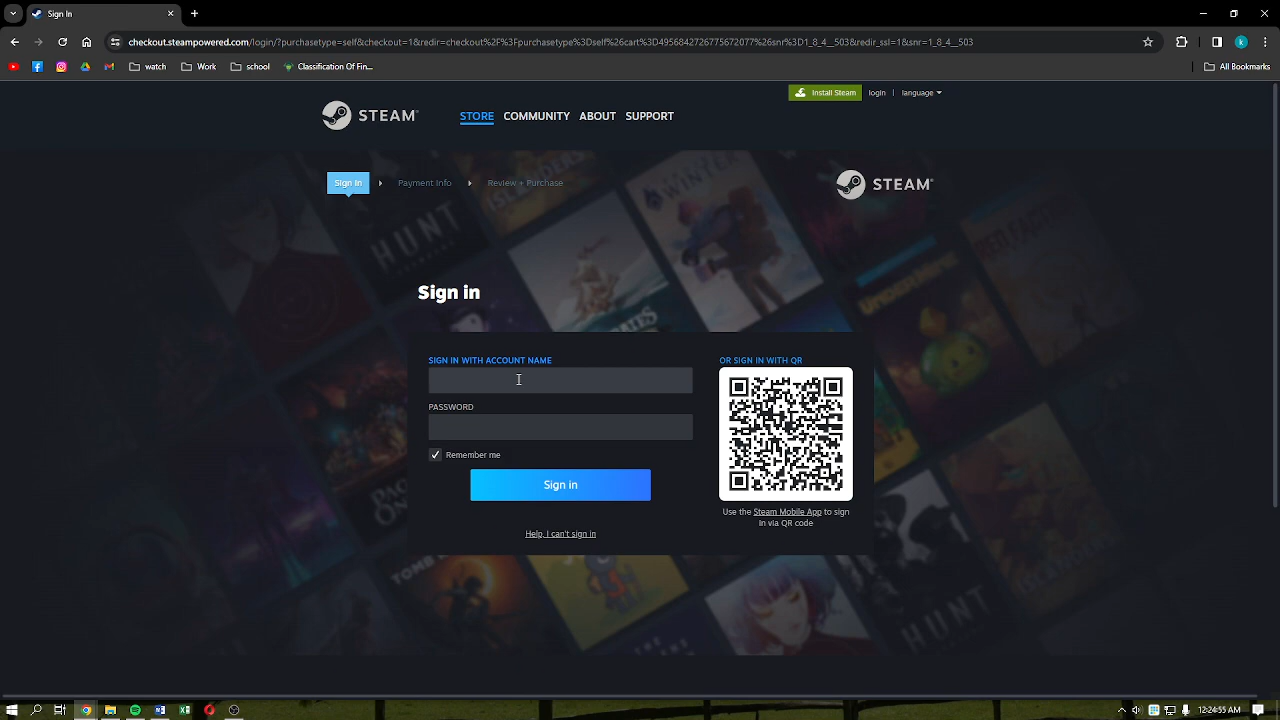 Sign In
checkout.steampowered.com/login/?purchasetype=self&checkout=1&redir=checkout%2F%3Fpurchasetype%3Dself%26cart%3D4956842726775672077%26snr%3D1_8_4__503&redir_ssl=1&snr=1_8_4__503
k
watch
Work
school
Classification Of Fin...
All Bookmarks
Install Steam
login
language
STEAM
STORE
COMMUNITY
ABOUT
SUPPORT
Sign In
Payment Info
Review + Purchase
STEAM
HUNT
WINTER
Sign in
SIGN IN WITH ACCOUNT NAME
OR SIGN IN WITH QR
PASSWORD
Remember me
Sign in
Use the Steam Mobile App to sign
in via QR code
Help, I can't sign in
TOMB
HUNT
12:24:55 AM